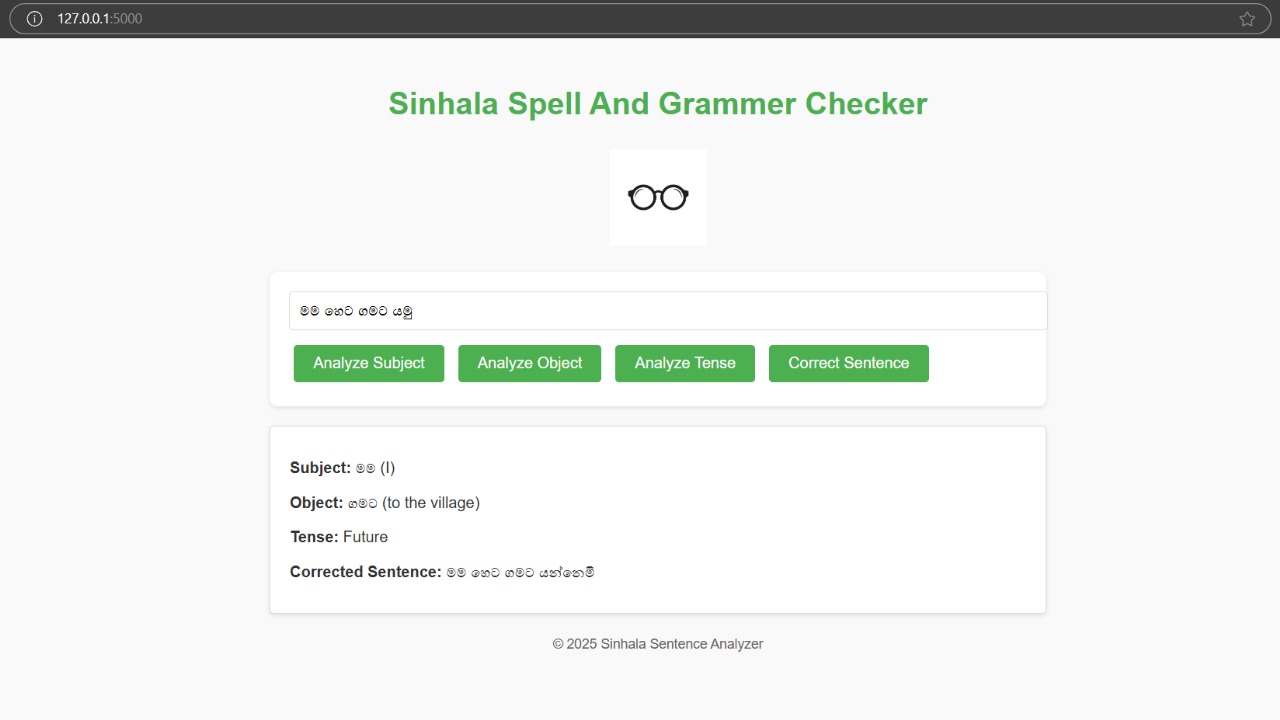 127.0.0.1:5000
Sinhala Spell And Grammer Checker
මම හෙට ගමට යමු
Analyze Subject Analyze Object Analyze Tense Correct Sentence
Subject: මම (I)
Object: ගමට (to the village)
Tense: Future
Corrected Sentence: මම හෙට ගමට යන්නෙමි
© 2025 Sinhala Sentence Analyzer